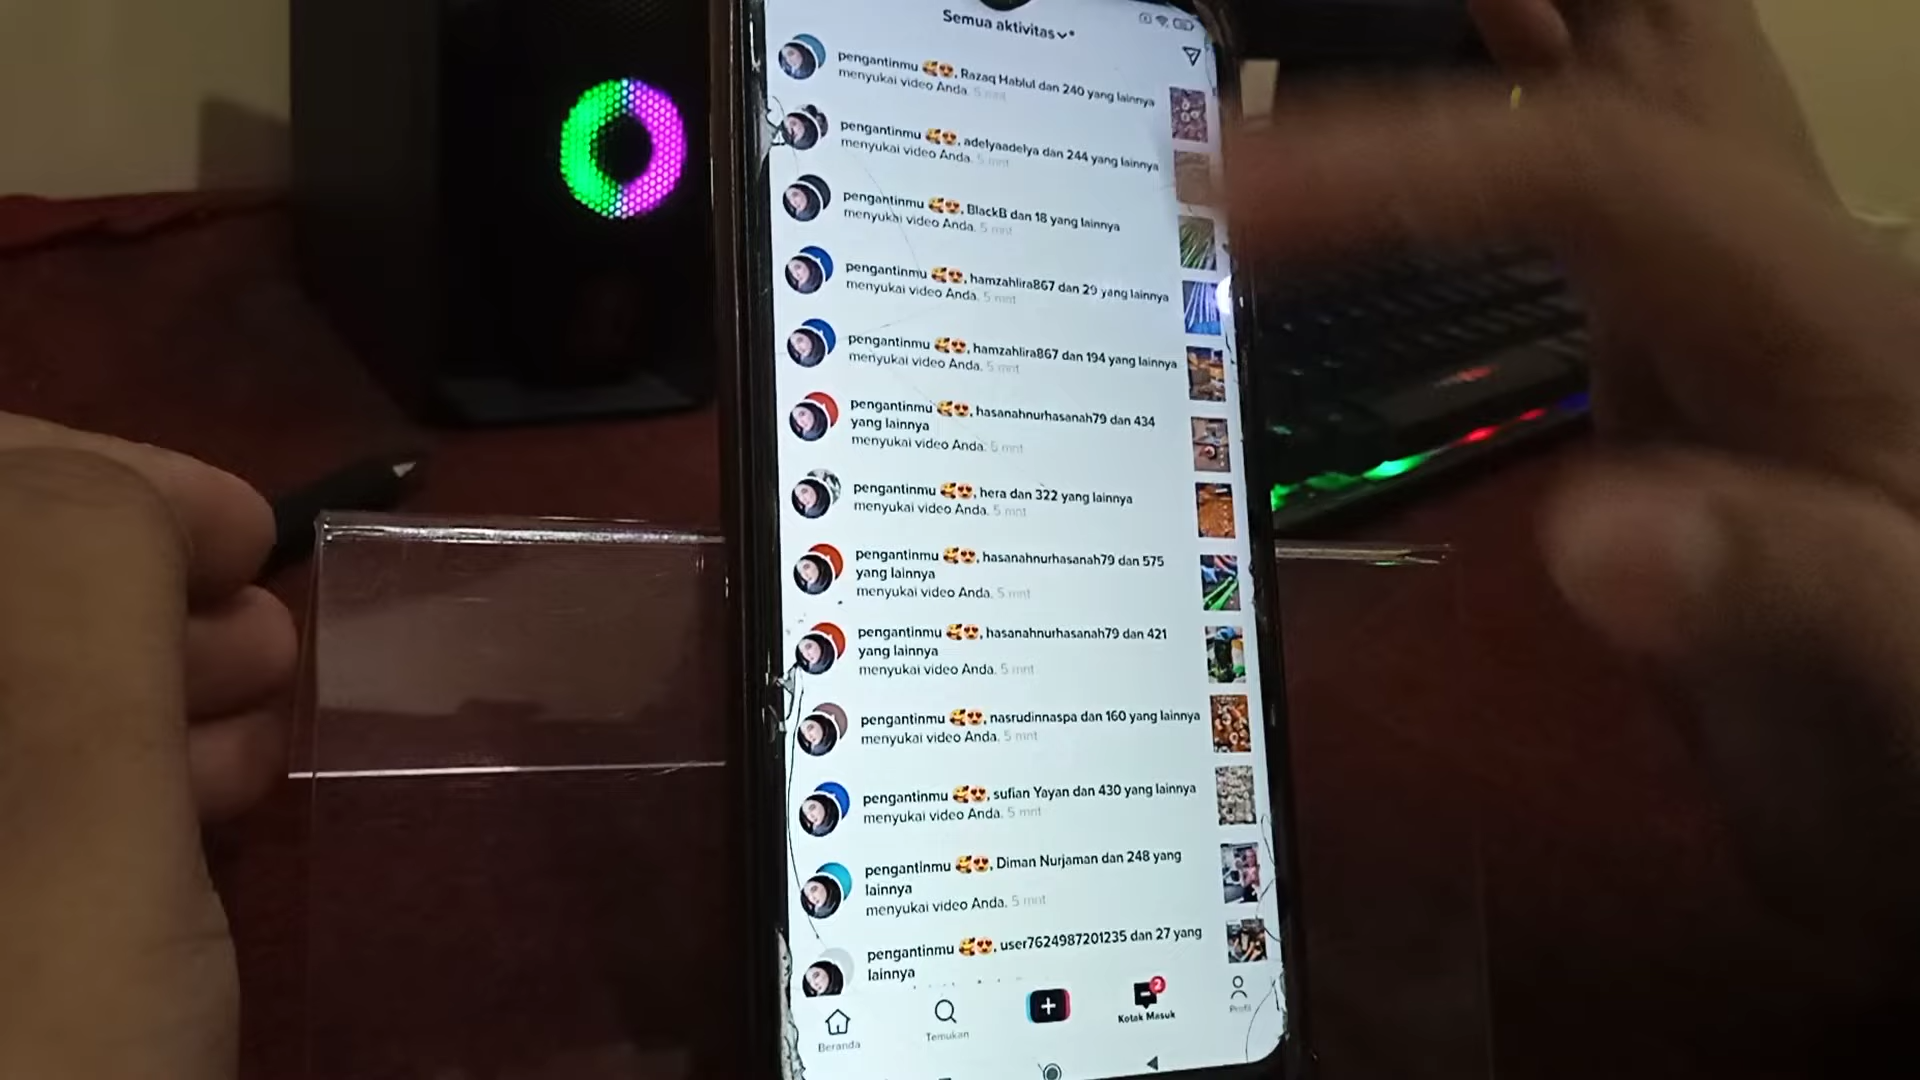 Semua aktivitas
pengantinmu 🥰😍, Razaq Hablul dan 240 yang lainnya
menyukai video Anda. 5 mnt
pengantinmu 🥰😍, adelyaadelya dan 244 yang lainnya
menyukai video Anda. 5 mnt
pengantinmu 🥰😍, BlackB dan 18 yang lainnya
menyukai video Anda. 5 mnt
pengantinmu 🥰😍, hamzahlira867 dan 29 yang lainnya
menyukai video Anda. 5 mnt
pengantinmu 🥰😍, hamzahlira867 dan 194 yang lainnya
menyukai video Anda. 5 mnt
pengantinmu 🥰😍, hasanahnurhasanah79 dan 434
yang lainnya
menyukai video Anda. 5 mnt
pengantinmu 🥰😍, hera dan 322 yang lainnya
menyukai video Anda. 5 mnt
pengantinmu 🥰😍, hasanahnurhasanah79 dan 575
yang lainnya
menyukai video Anda. 5 mnt
pengantinmu 🥰😍, hasanahnurhasanah79 dan 421
yang lainnya
menyukai video Anda. 5 mnt
pengantinmu 🥰😍, nasrudinnaspa dan 160 yang lainnya
menyukai video Anda. 5 mnt
pengantinmu 🥰😍, sufian Yayan dan 430 yang lainnya
menyukai video Anda. 5 mnt
pengantinmu 🥰😍, Diman Nurjaman dan 248 yang
lainnya
menyukai video Anda. 5 mnt
pengantinmu 🥰😍, user7624987201235 dan 27 yang
lainnya
2
Beranda
Temukan
Kotak Masuk
Profil